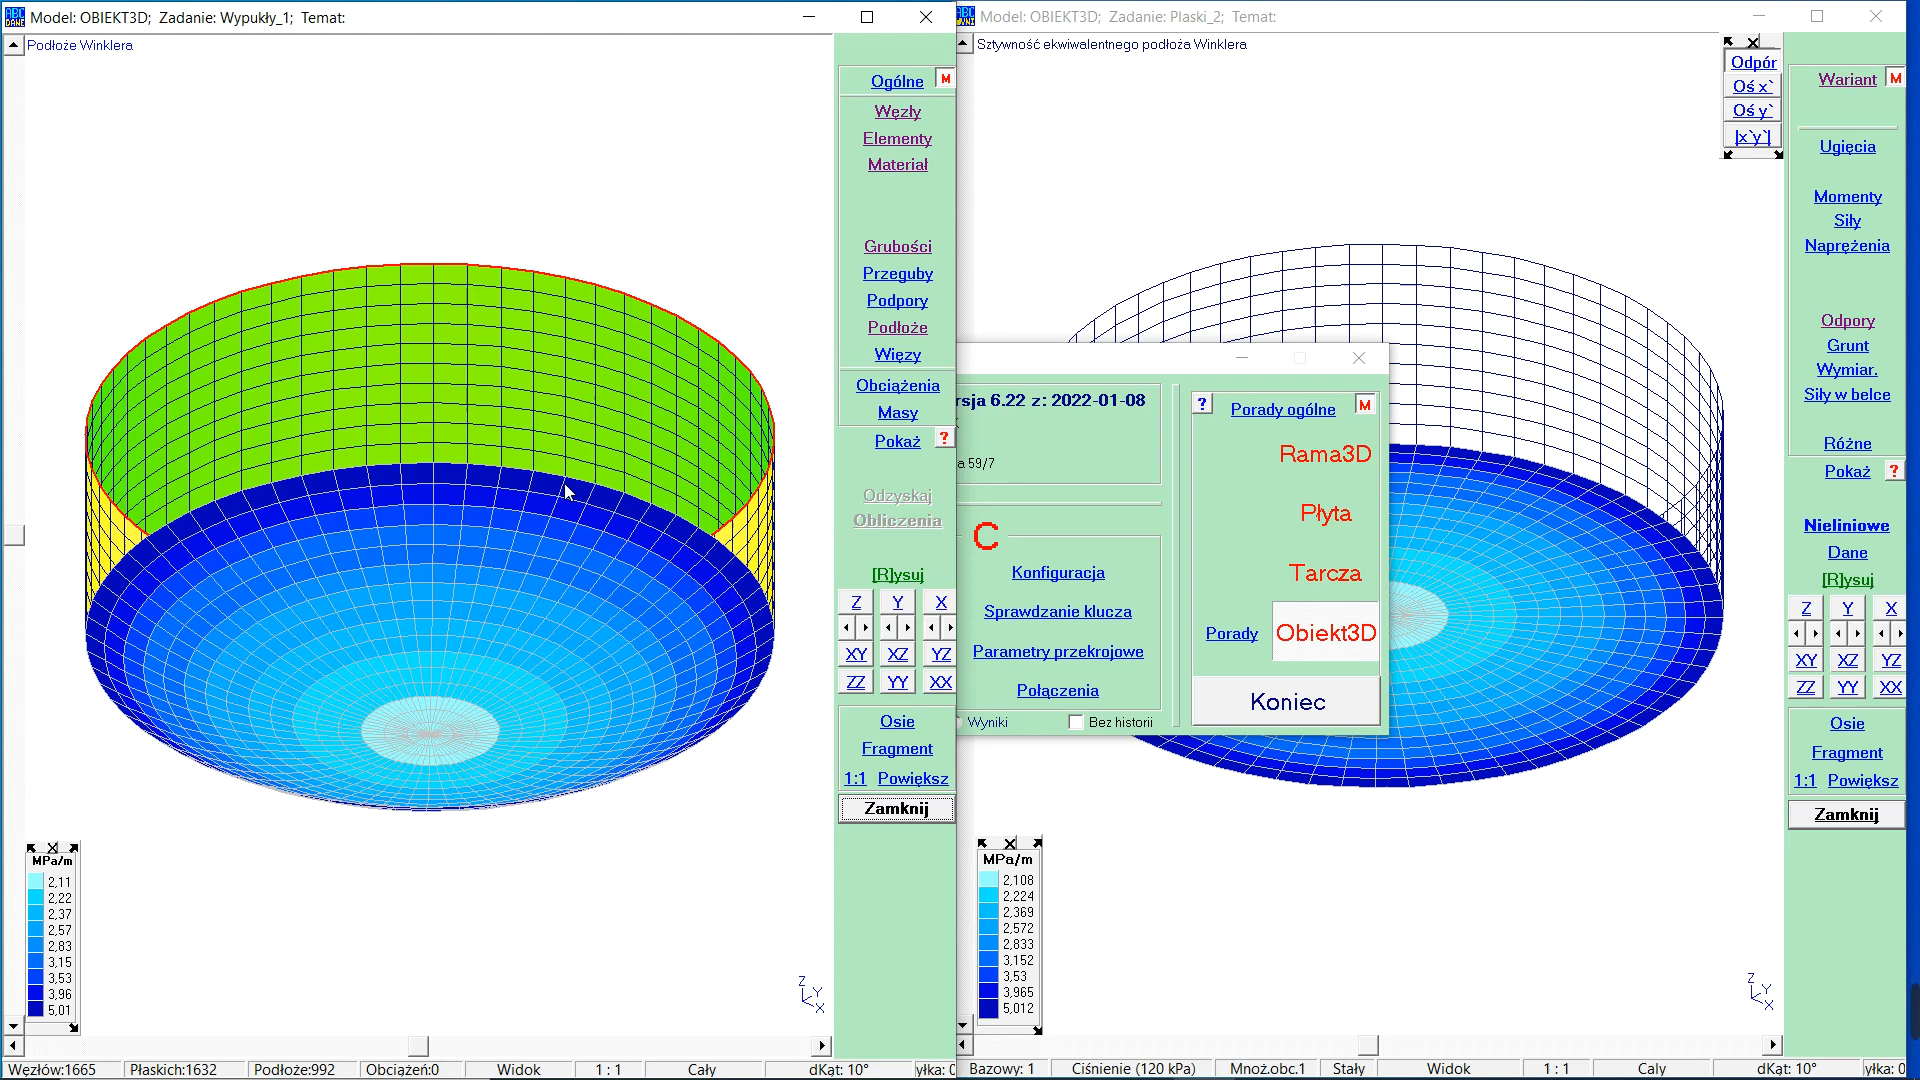 Model: OBIEKT3D;  Zadanie: Wypukły_1;  Temat:
Podłoże Winklera
Ogólne
M
Węzły
Elementy
Materiał
Grubości
Przeguby
Podpory
Podłoże
Więzy
Obciążenia
Masy
Pokaż
?
Odzyskaj
Obliczenia
[R]ysuj
Z Y X
XY XZ YZ
ZZ YY XX
Osie
Fragment
1:1 Powiększ
Zamknij
MPa/m
2,11
2,22
2,37
2,57
2,83
3,15
3,53
3,96
5,01
Z
Y
X
Węzłów:1665 Płaskich:1632 Podłoże:992 Obciążeń:0 Widok 1 : 1 Cały dKąt: 10° yłka: 0
rsja 6.22 z: 2022-01-08
a 59/7
C
Konfiguracja
Sprawdzanie klucza
Parametry przekrojowe
Połączenia
Wyniki Bez historii
? Porady ogólne M
Rama3D
Płyta
Tarcza
Porady Obiekt3D
Koniec
Model: OBIEKT3D;  Zadanie: Plaski_2;  Temat:
Sztywność ekwiwalentnego podłoża Winklera
Odpór
Oś x`
Oś y`
|x`y`|
Wariant
M
Ugięcia
Momenty
Siły
Naprężenia
Odpory
Grunt
Wymiar.
Siły w belce
Różne
Pokaż
?
Nieliniowe
Dane
[R]ysuj
Z Y X
XY XZ YZ
ZZ YY XX
Osie
Fragment
1:1 Powiększ
Zamknij
MPa/m
2,108
2,224
2,369
2,572
2,833
3,152
3,53
3,965
5,012
Z
Y
X
Bazowy: 1 Ciśnienie (120 kPa) Mnoż.obc.1 Stały Widok 1 : 1 Cały dKąt: 10° yłka: 0